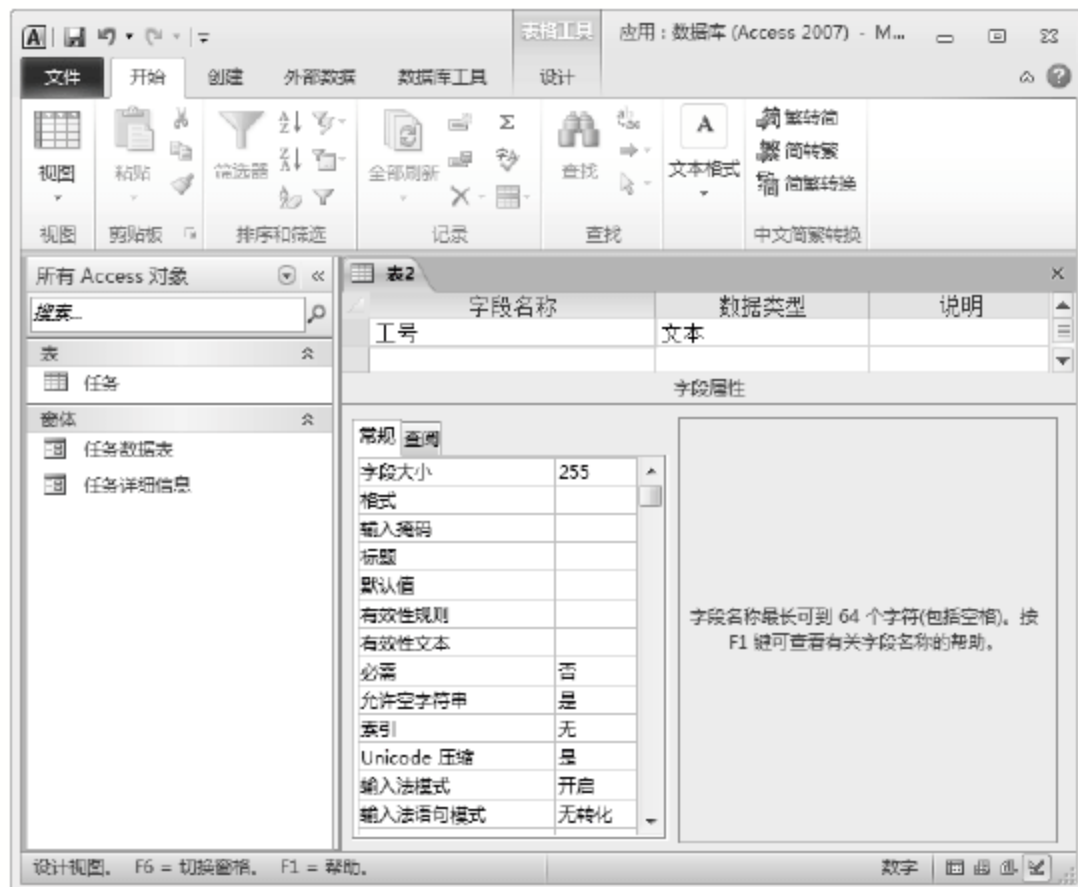 表格工具 应用：数据库 (Access 2007) - M...
文件 开始 创建 外部数据 数据库工具 设计
视图 粘贴 筛选器 全部刷新 Σ 查找 A 文本格式 繁转简
简转繁
简繁转换
视图 剪贴板 排序和筛选 记录 查找 中文简繁转换
所有 Access 对象
搜索...
表
任务
窗体
任务数据表
任务详细信息
表2
字段名称 数据类型 说明
工号 文本
字段属性
常规 查阅
字段大小 255
格式
输入掩码
标题
默认值
有效性规则
有效性文本
必需 否
允许空字符串 是
索引 无
Unicode 压缩 是
输入法模式 开启
输入法语句模式 无转化
字段名称最长可到 64 个字符(包括空格)。按
F1 键可查看有关字段名称的帮助。
设计视图。 F6 = 切换窗格。 F1 = 帮助。 数字